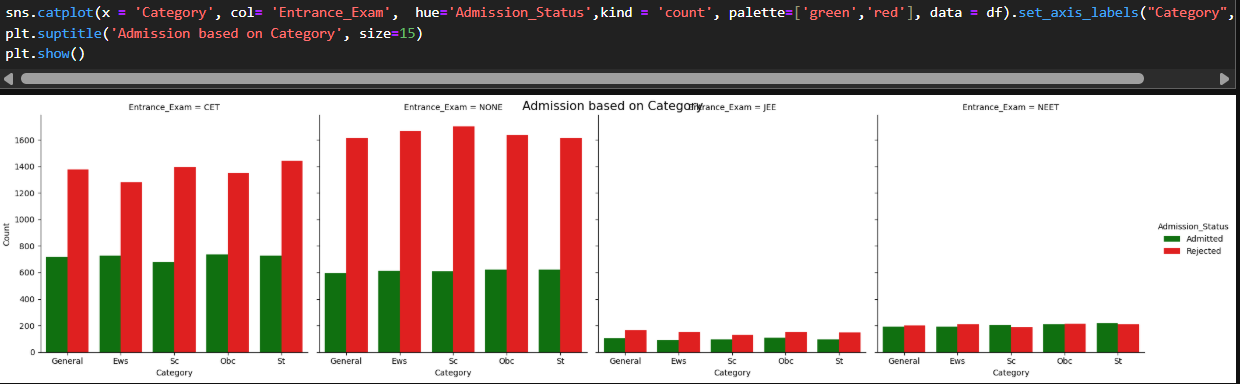 sns.catplot(x = 'Category', col= 'Entrance_Exam',  hue='Admission_Status',kind = 'count', palette=['green','red'], data = df).set_axis_labels("Category",
plt.suptitle('Admission based on Category', size=15)
plt.show()
Admission based on Category
Entrance_Exam = CET
Entrance_Exam = NONE
Entrance_Exam = JEE
Entrance_Exam = NEET
Count
1600
1400
1200
1000
800
600
400
200
0
General Ews Sc Obc St
Category
General Ews Sc Obc St
Category
General Ews Sc Obc St
Category
General Ews Sc Obc St
Category
Admission_Status
Admitted
Rejected